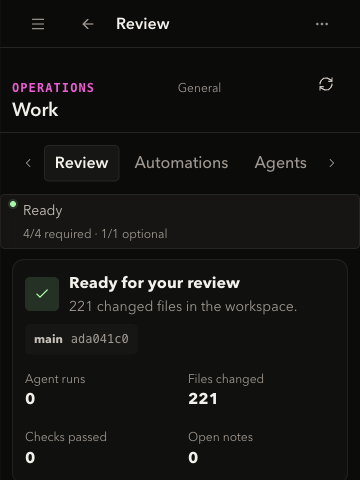 Review
OPERATIONS
General
Work
Review
Automations
Agents
Ready
4/4 required · 1/1 optional
Ready for your review
221 changed files in the workspace.
main ada041c0
Agent runs
Files changed
0
221
Checks passed
Open notes
0
0